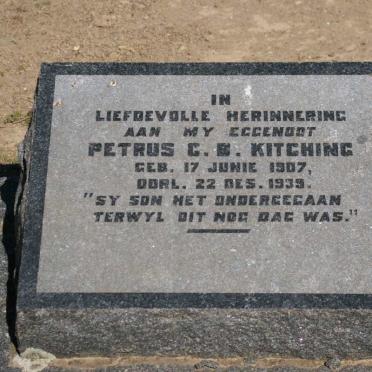 IN
LIEFDEVOLLE HERINNERING
AAN MY EGGENOOT
PETRUS C. B. KITCHING
GEB. 17 JUNIE 1907,
OORL. 22 DES. 1939.
"SY SON HET ONDERGEGAAN
TERWYL DIT NOG DAG WAS."